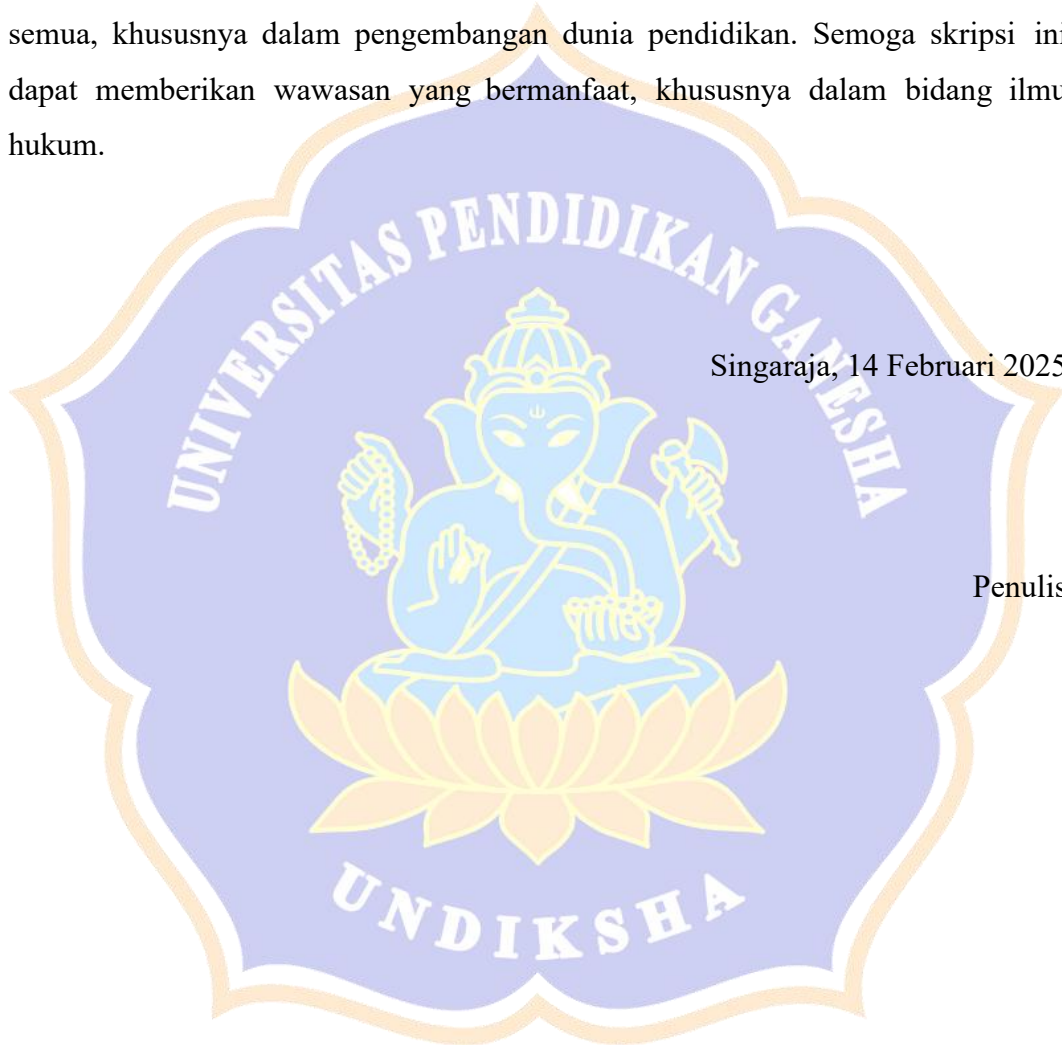 semua, khususnya dalam pengembangan dunia pendidikan. Semoga skripsi ini
dapat memberikan wawasan yang bermanfaat, khususnya dalam bidang ilmu
hukum.
UNIVERSITAS PENDIDIKAN GANESHA
Singaraja, 14 Februari 2025
Penulis
UNDIKSHA